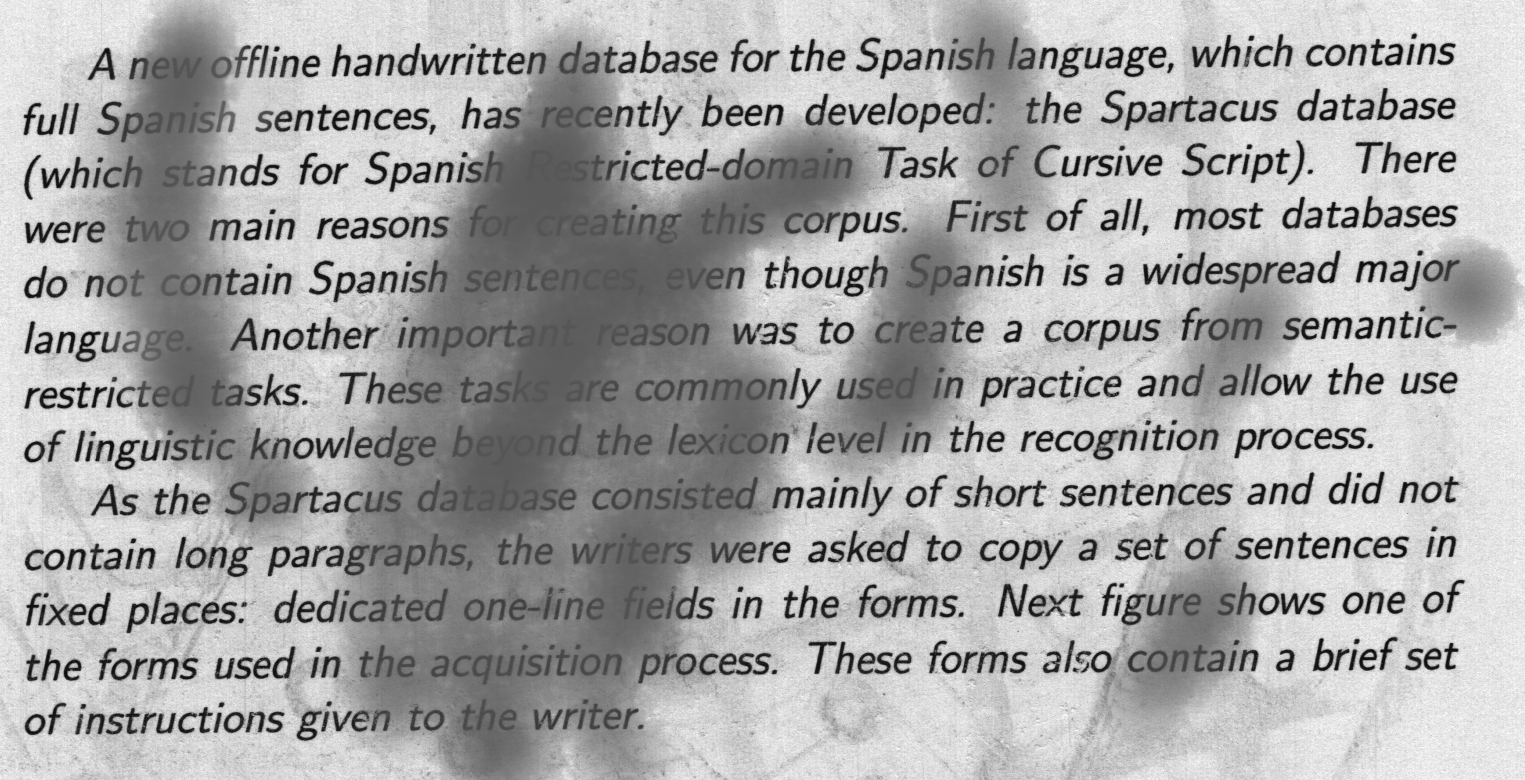 A new offline handwritten database for the Spanish language, which contains
full Spanish sentences, has recently been developed: the Spartacus database
(which stands for Spanish Restricted-domain Task of Cursive Script). There
were two main reasons for creating this corpus. First of all, most databases
do not contain Spanish sentences, even though Spanish is a widespread major
language. Another important reason was to create a corpus from semantic-
restricted tasks. These tasks are commonly used in practice and allow the use
of linguistic knowledge beyond the lexicon level in the recognition process.
As the Spartacus database consisted mainly of short sentences and did not
contain long paragraphs, the writers were asked to copy a set of sentences in
fixed places: dedicated one-line fields in the forms. Next figure shows one of
the forms used in the acquisition process. These forms also contain a brief set
of instructions given to the writer.